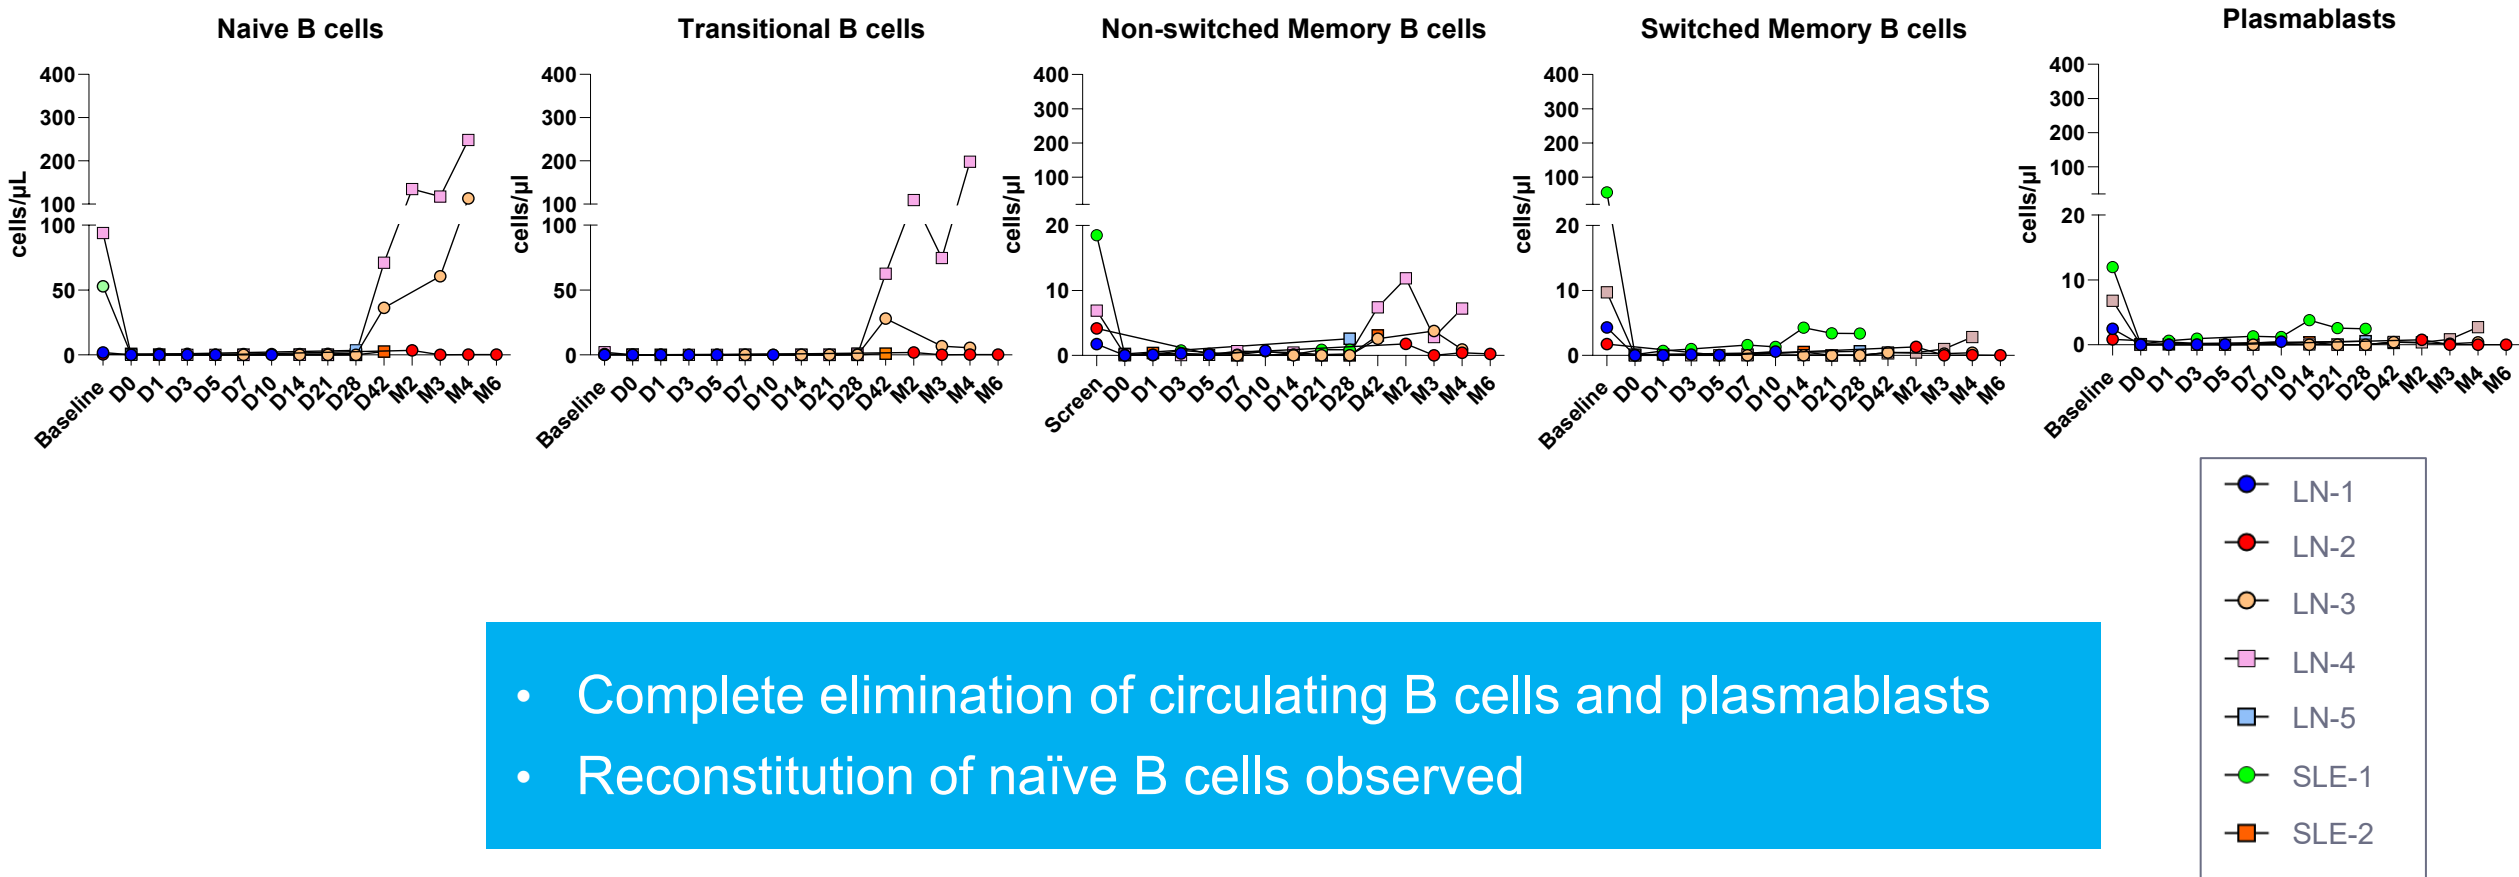 Naive B cells
400
300
200
100
100
50
0
cells/µL
Baseline D0 D1 D3 D5 D7 D10 D14 D21 D28 D42 M2 M3 M4 M6
Transitional B cells
400
300
200
100
100
50
0
cells/µl
Baseline D0 D1 D3 D5 D7 D10 D14 D21 D28 D42 M2 M3 M4 M6
Non-switched Memory B cells
400
300
200
100
20
10
0
cells/µl
Screen D0 D1 D3 D5 D7 D10 D14 D21 D28 D42 M2 M3 M4 M6
Switched Memory B cells
400
300
200
100
20
10
0
cells/µl
Baseline D0 D1 D3 D5 D7 D10 D14 D21 D28 D42 M2 M3 M4 M6
Plasmablasts
400
300
200
100
20
10
0
cells/µl
Baseline D0 D1 D3 D5 D7 D10 D14 D21 D28 D42 M2 M3 M4 M6
LN-1
LN-2
LN-3
LN-4
LN-5
SLE-1
SLE-2
• Complete elimination of circulating B cells and plasmablasts
• Reconstitution of naïve B cells observed